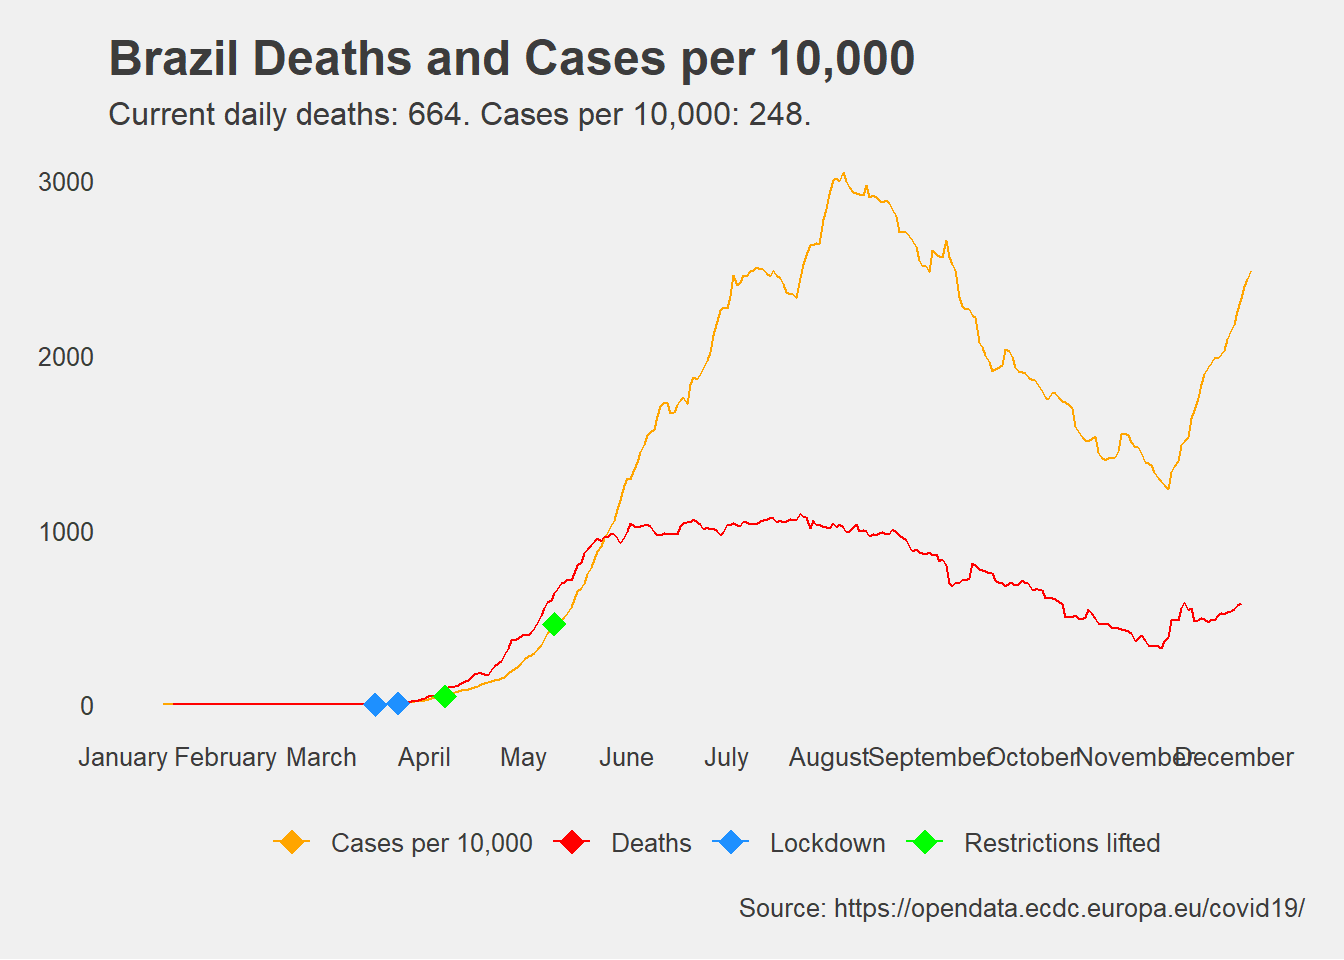 Brazil Deaths and Cases per 10,000
Current daily deaths: 664. Cases per 10,000: 248.
3000
2000
1000
0
January February March April May June July August September October November December
Cases per 10,000 Deaths Lockdown Restrictions lifted
Source: https://opendata.ecdc.europa.eu/covid19/